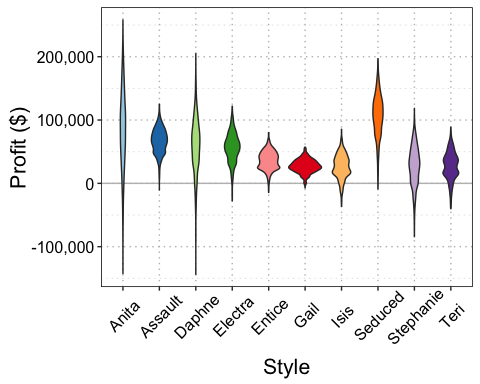 Profit ($)
200,000
100,000
0
-100,000
Anita
Assault
Daphne
Electra
Entice
Gail
Isis
Seduced
Stephanie
Teri
Style